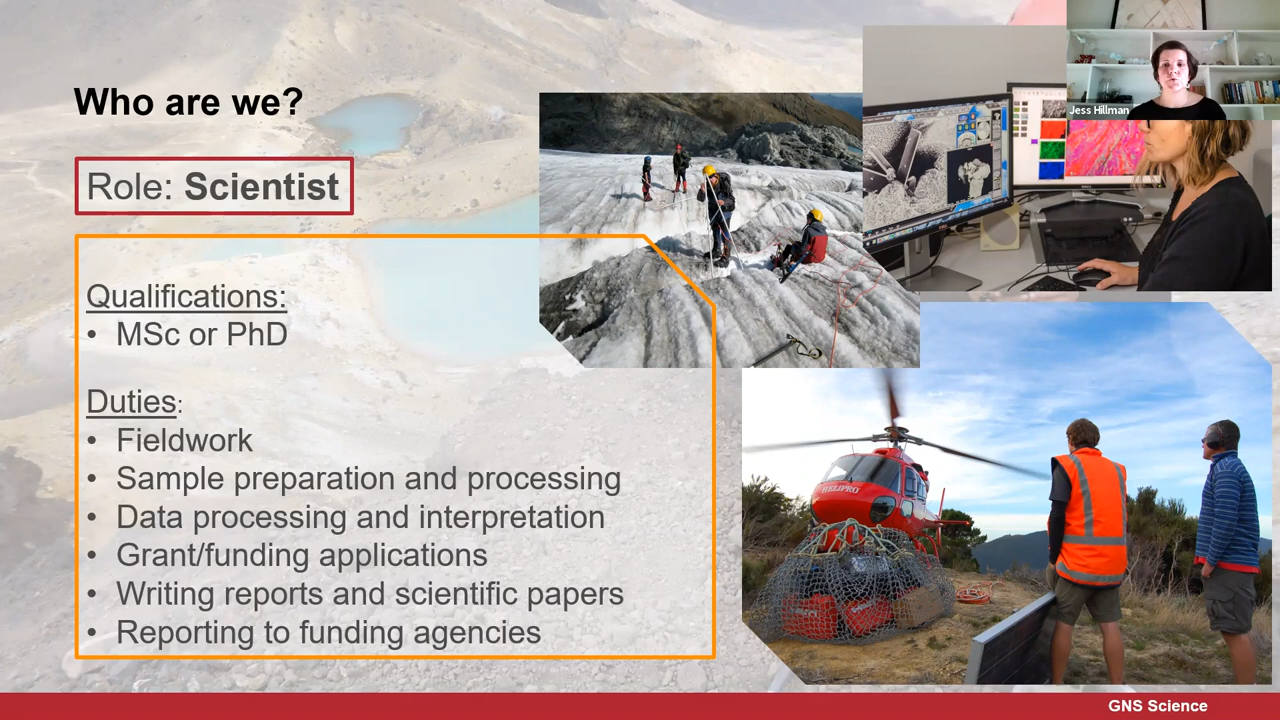 Who are we?
Role: Scientist
Qualifications:
• MSc or PhD
Duties:
• Fieldwork
• Sample preparation and processing
• Data processing and interpretation
• Grant/funding applications
• Writing reports and scientific papers
• Reporting to funding agencies
Jess Hillman
HELIPRO
GNS Science